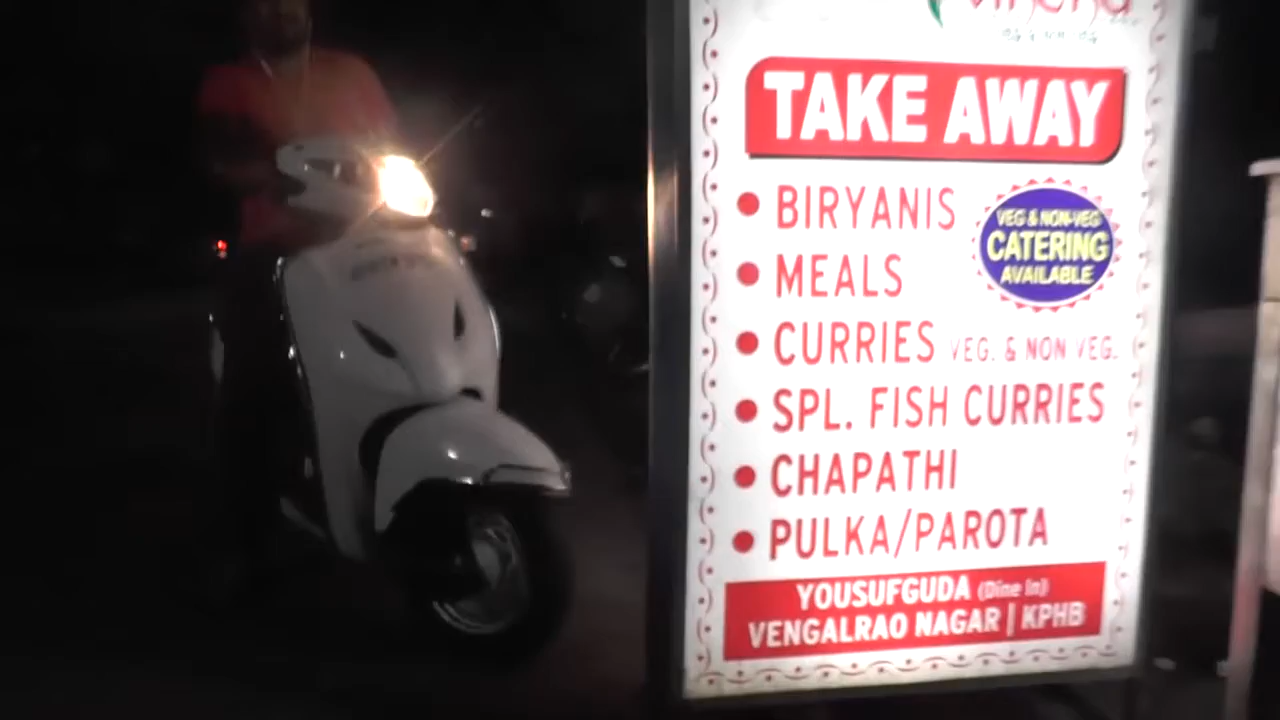 TAKE AWAY
BIRYANIS
VEG & NON-VEG
CATERING
AVAILABLE
MEALS
CURRIES VEG. & NON VEG.
SPL. FISH CURRIES
CHAPATHI
PULKA/PAROTA
YOUSUFGUDA (Dine In)
VENGALRAO NAGAR | KPHB